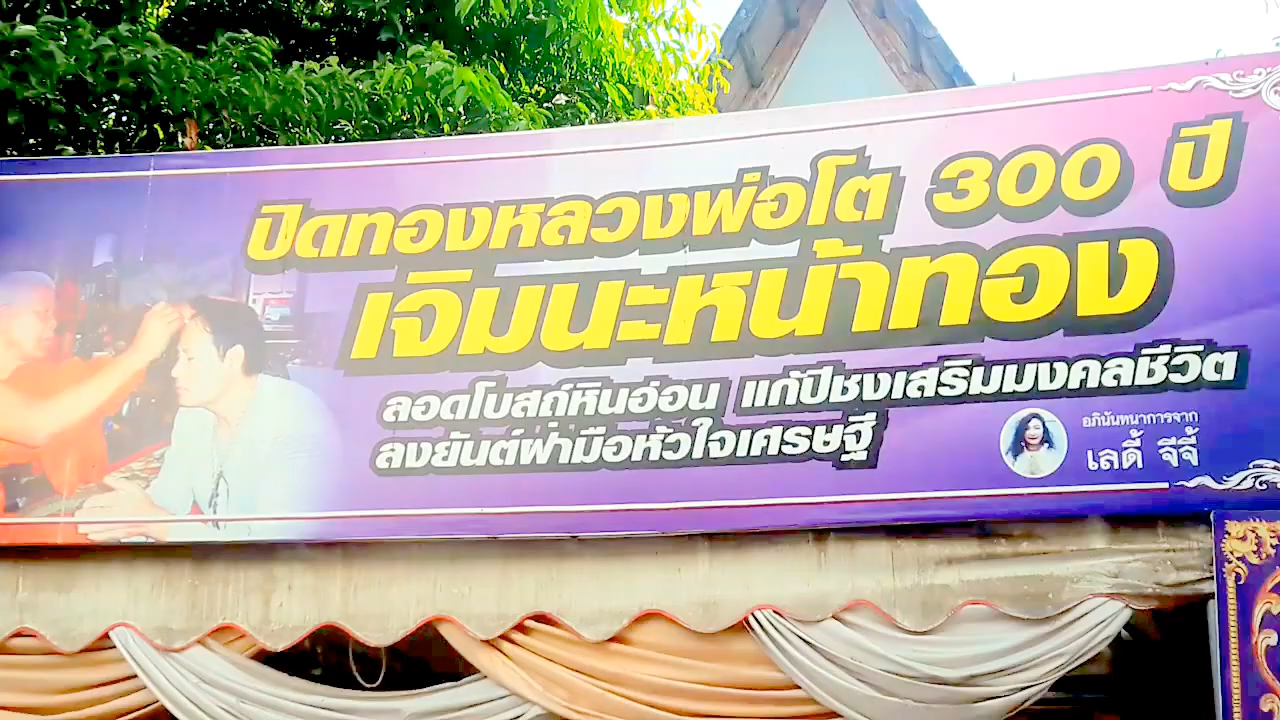 ปิดทองหลวงพ่อโต 300 ปี
เจิมนะหน้าทอง
ลอดโบสถ์หินอ่อน แก้ปีชงเสริมมงคลชีวิต
ลงยันต์ฝ่ามือหัวใจเศรษฐี
อภินันทนาการจาก
เลดี้ จีจี้